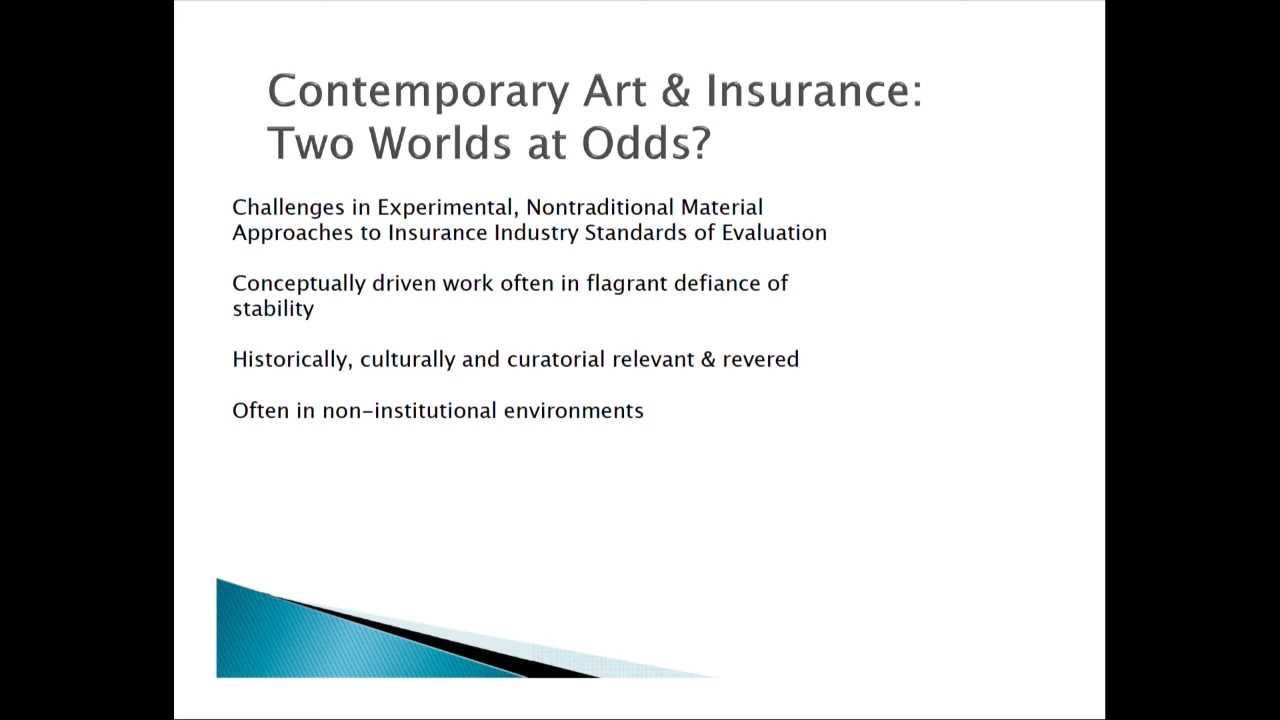 Contemporary Art & Insurance:
Two Worlds at Odds?
Challenges in Experimental, Nontraditional Material
Approaches to Insurance Industry Standards of Evaluation
Conceptually driven work often in flagrant defiance of
stability
Historically, culturally and curatorial relevant & revered
Often in non-institutional environments